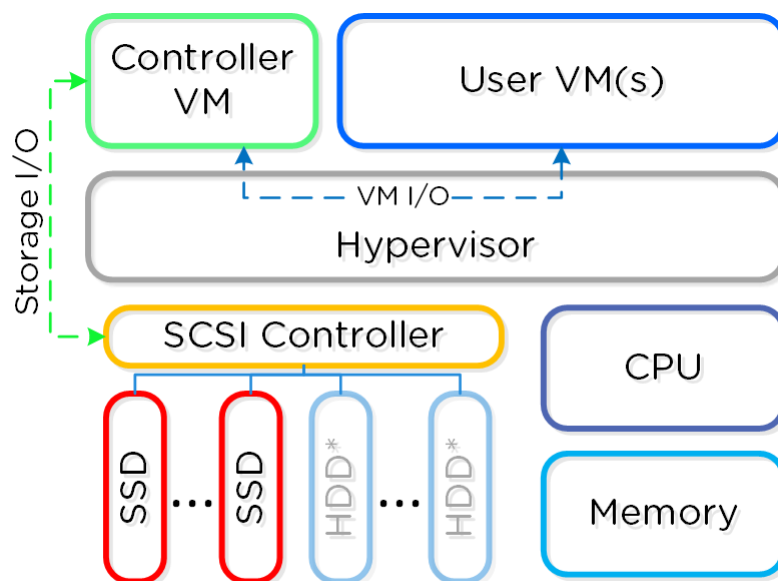 Controller
VM
User VM(s)
Storage I/O
VM I/O
Hypervisor
SCSI Controller
CPU
SSD
...
SSD
HDD*
...
HDD*
Memory